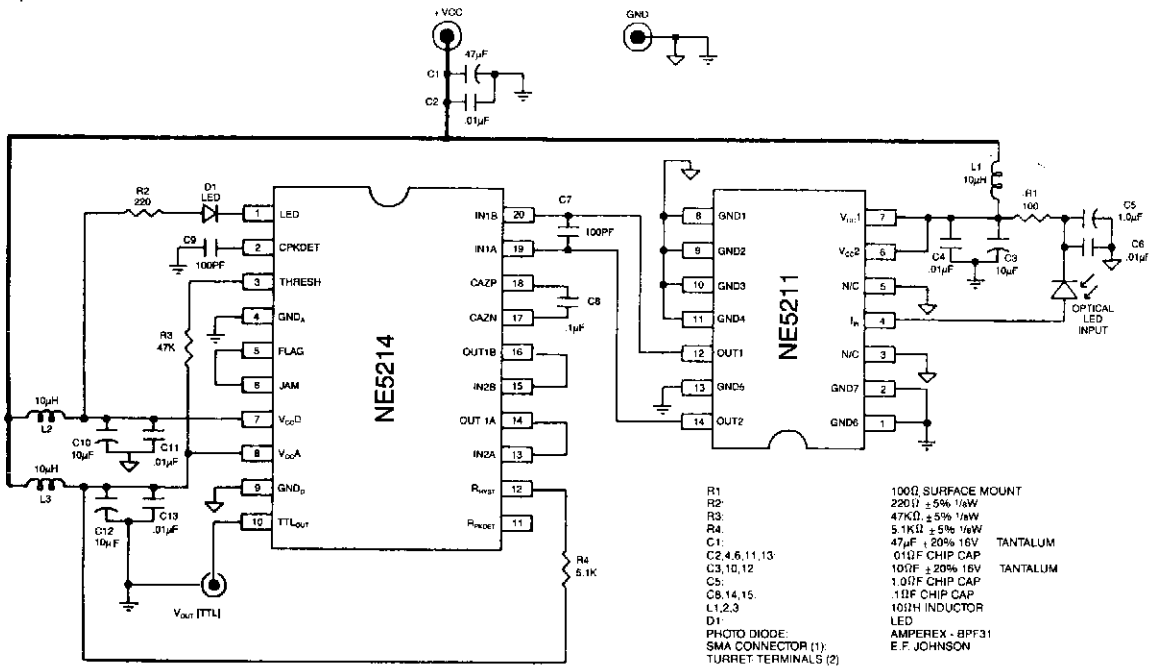 + VCC
GND
47µF
C1
C2
.01µF
L1
10µH
R1
100
C5
1.0µF
C6
.01µF
C4
.01µF
C3
10µF
OPTICAL
LED
INPUT
R2
220
D1
LED
C9
100PF
R3
47K
10µH
L2
C10
10µF
C11
.01µF
10µH
L3
C12
10µF
C13
.01µF
VOUT [TTL]
NE5214
1 LED
2 CPKDET
3 THRESH
4 GNDA
5 FLAG
6 JAM
7 VCCD
8 VCCA
9 GNDD
10 TTLOUT
IN1B 20
IN1A 19
CAZP 18
CAZN 17
OUT1B 16
IN2B 15
OUT 1A 14
IN2A 13
RHYST 12
RPKDET 11
C7
100PF
C8
.1µF
R4
5.1K
NE5211
8 GND1
9 GND2
10 GND3
11 GND4
12 OUT1
13 GND5
14 OUT2
VCC1 7
VCC2 6
N/C 5
IIN 4
N/C 3
GND7 2
GND6 1
R1 100Ω SURFACE MOUNT
R2: 220Ω ±5% 1/8W
R3: 47KΩ ±5% 1/8W
R4: 5.1KΩ ±5% 1/8W
C1: 47µF ±20% 16V TANTALUM
C2,4,6,11,13: .01ΩF CHIP CAP
C3,10,12 10ΩF ±20% 16V TANTALUM
C5: 1.0ΩF CHIP CAP
C8,14,15. .1ΩF CHIP CAP
L1,2,3 10ΩH INDUCTOR
D1: LED
PHOTO DIODE: AMPEREX - BPF31
SMA CONNECTOR (1): E.F. JOHNSON
TURRET TERMINALS (2)